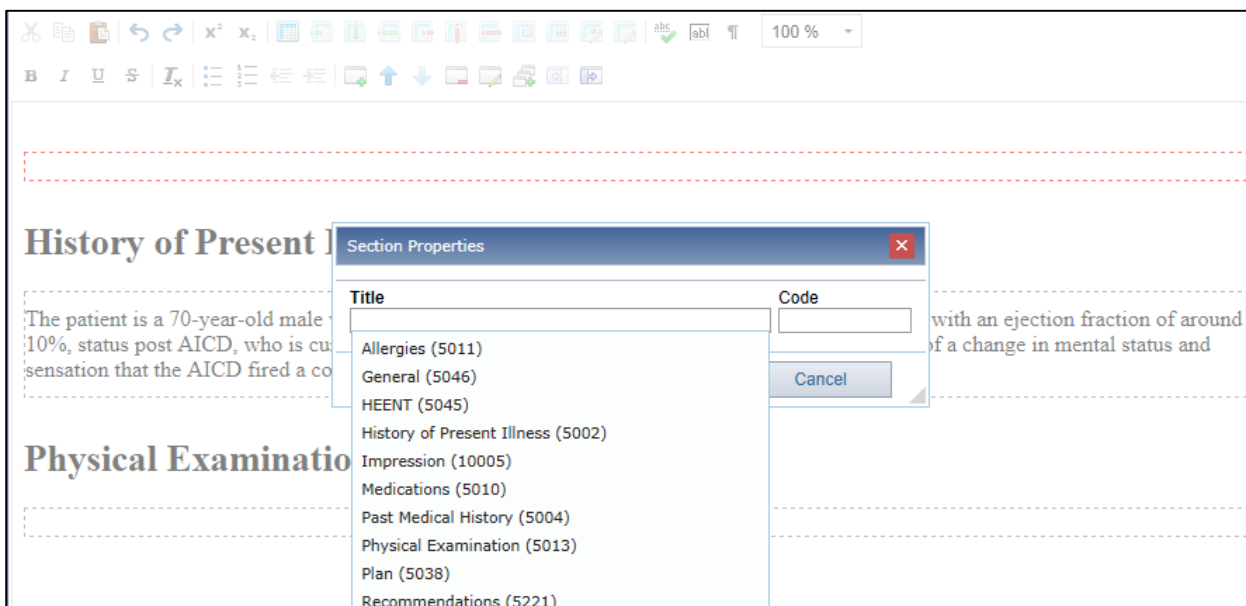 100 %
B I U S Ix
History of Present
Section Properties
Title Code
The patient is a 70-year-old male with an ejection fraction of around
10%, status post AICD, who is of a change in mental status and
sensation that the AICD fired a
Allergies (5011)
General (5046)
Cancel
HEENT (5045)
History of Present Illness (5002)
Physical
Impression (10005)
Medications (5010)
Past Medical History (5004)
Physical Examination (5013)
Plan (5038)
Recommendations (5221)